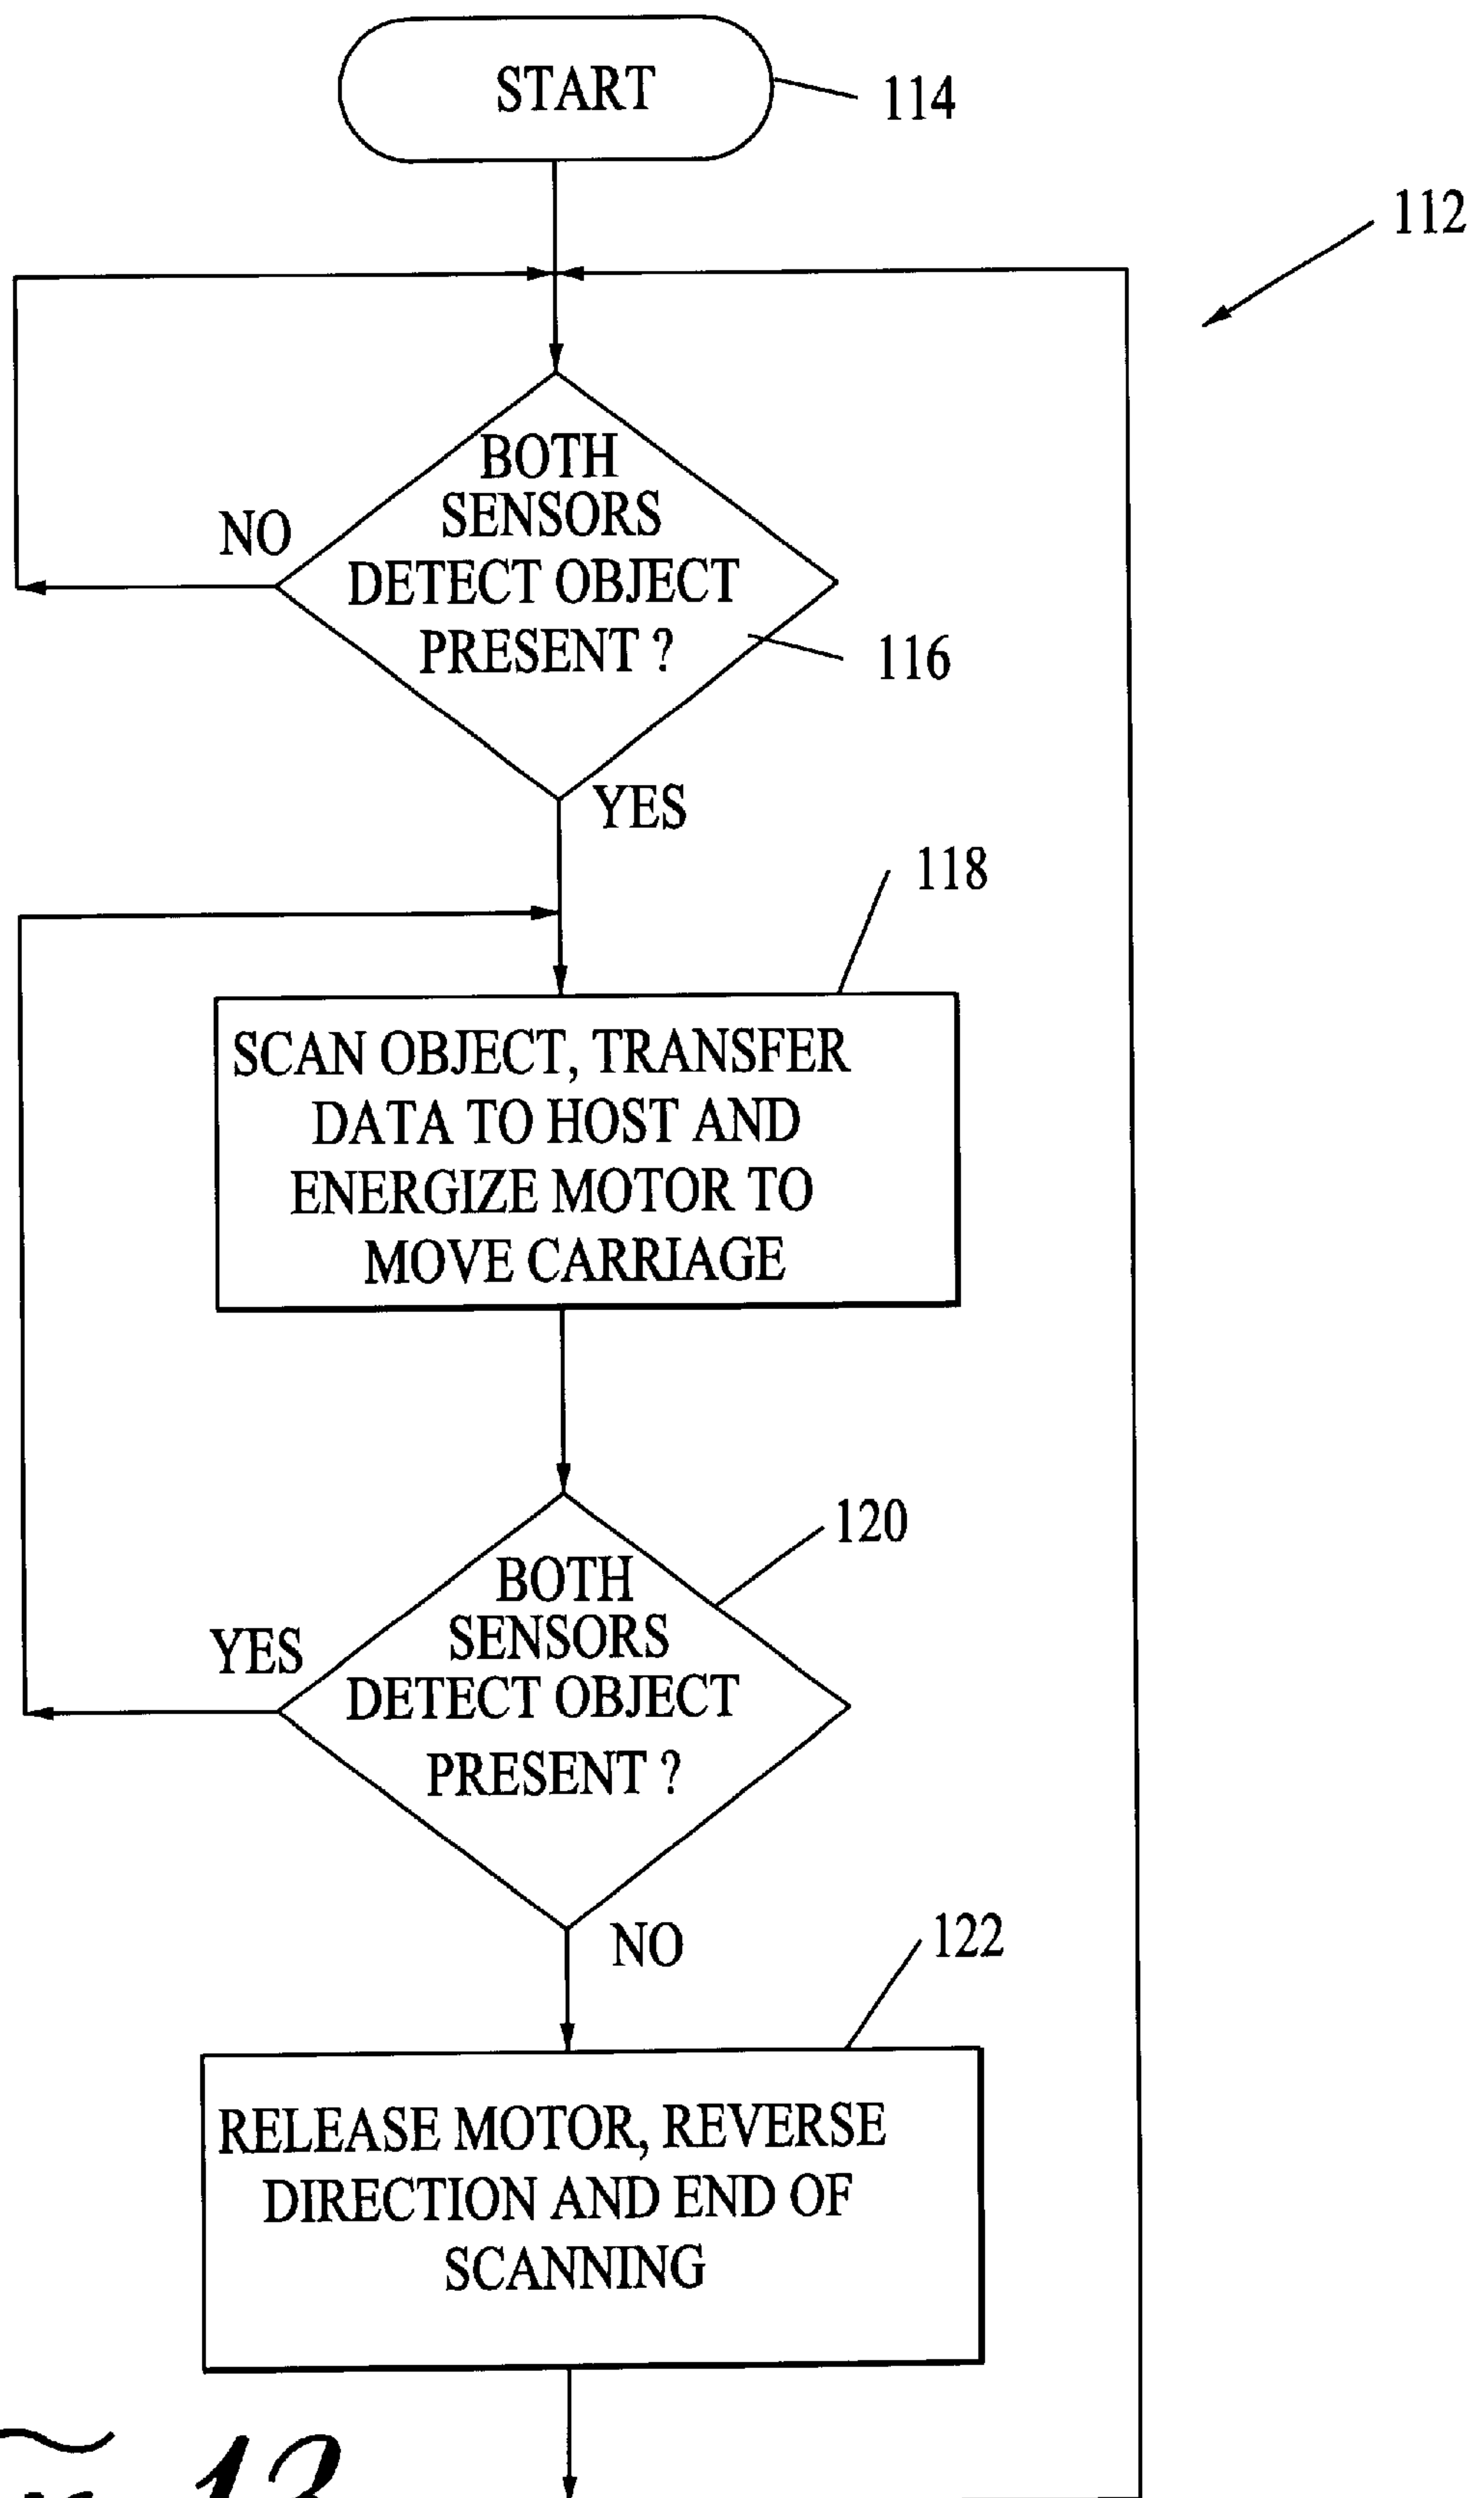 START
114
112
BOTH
SENSORS
DETECT OBJECT
PRESENT ?
NO
116
YES
118
SCAN OBJECT, TRANSFER
DATA TO HOST AND
ENERGIZE MOTOR TO
MOVE CARRIAGE
120
BOTH
SENSORS
DETECT OBJECT
PRESENT ?
YES
NO
122
RELEASE MOTOR, REVERSE
DIRECTION AND END OF
SCANNING